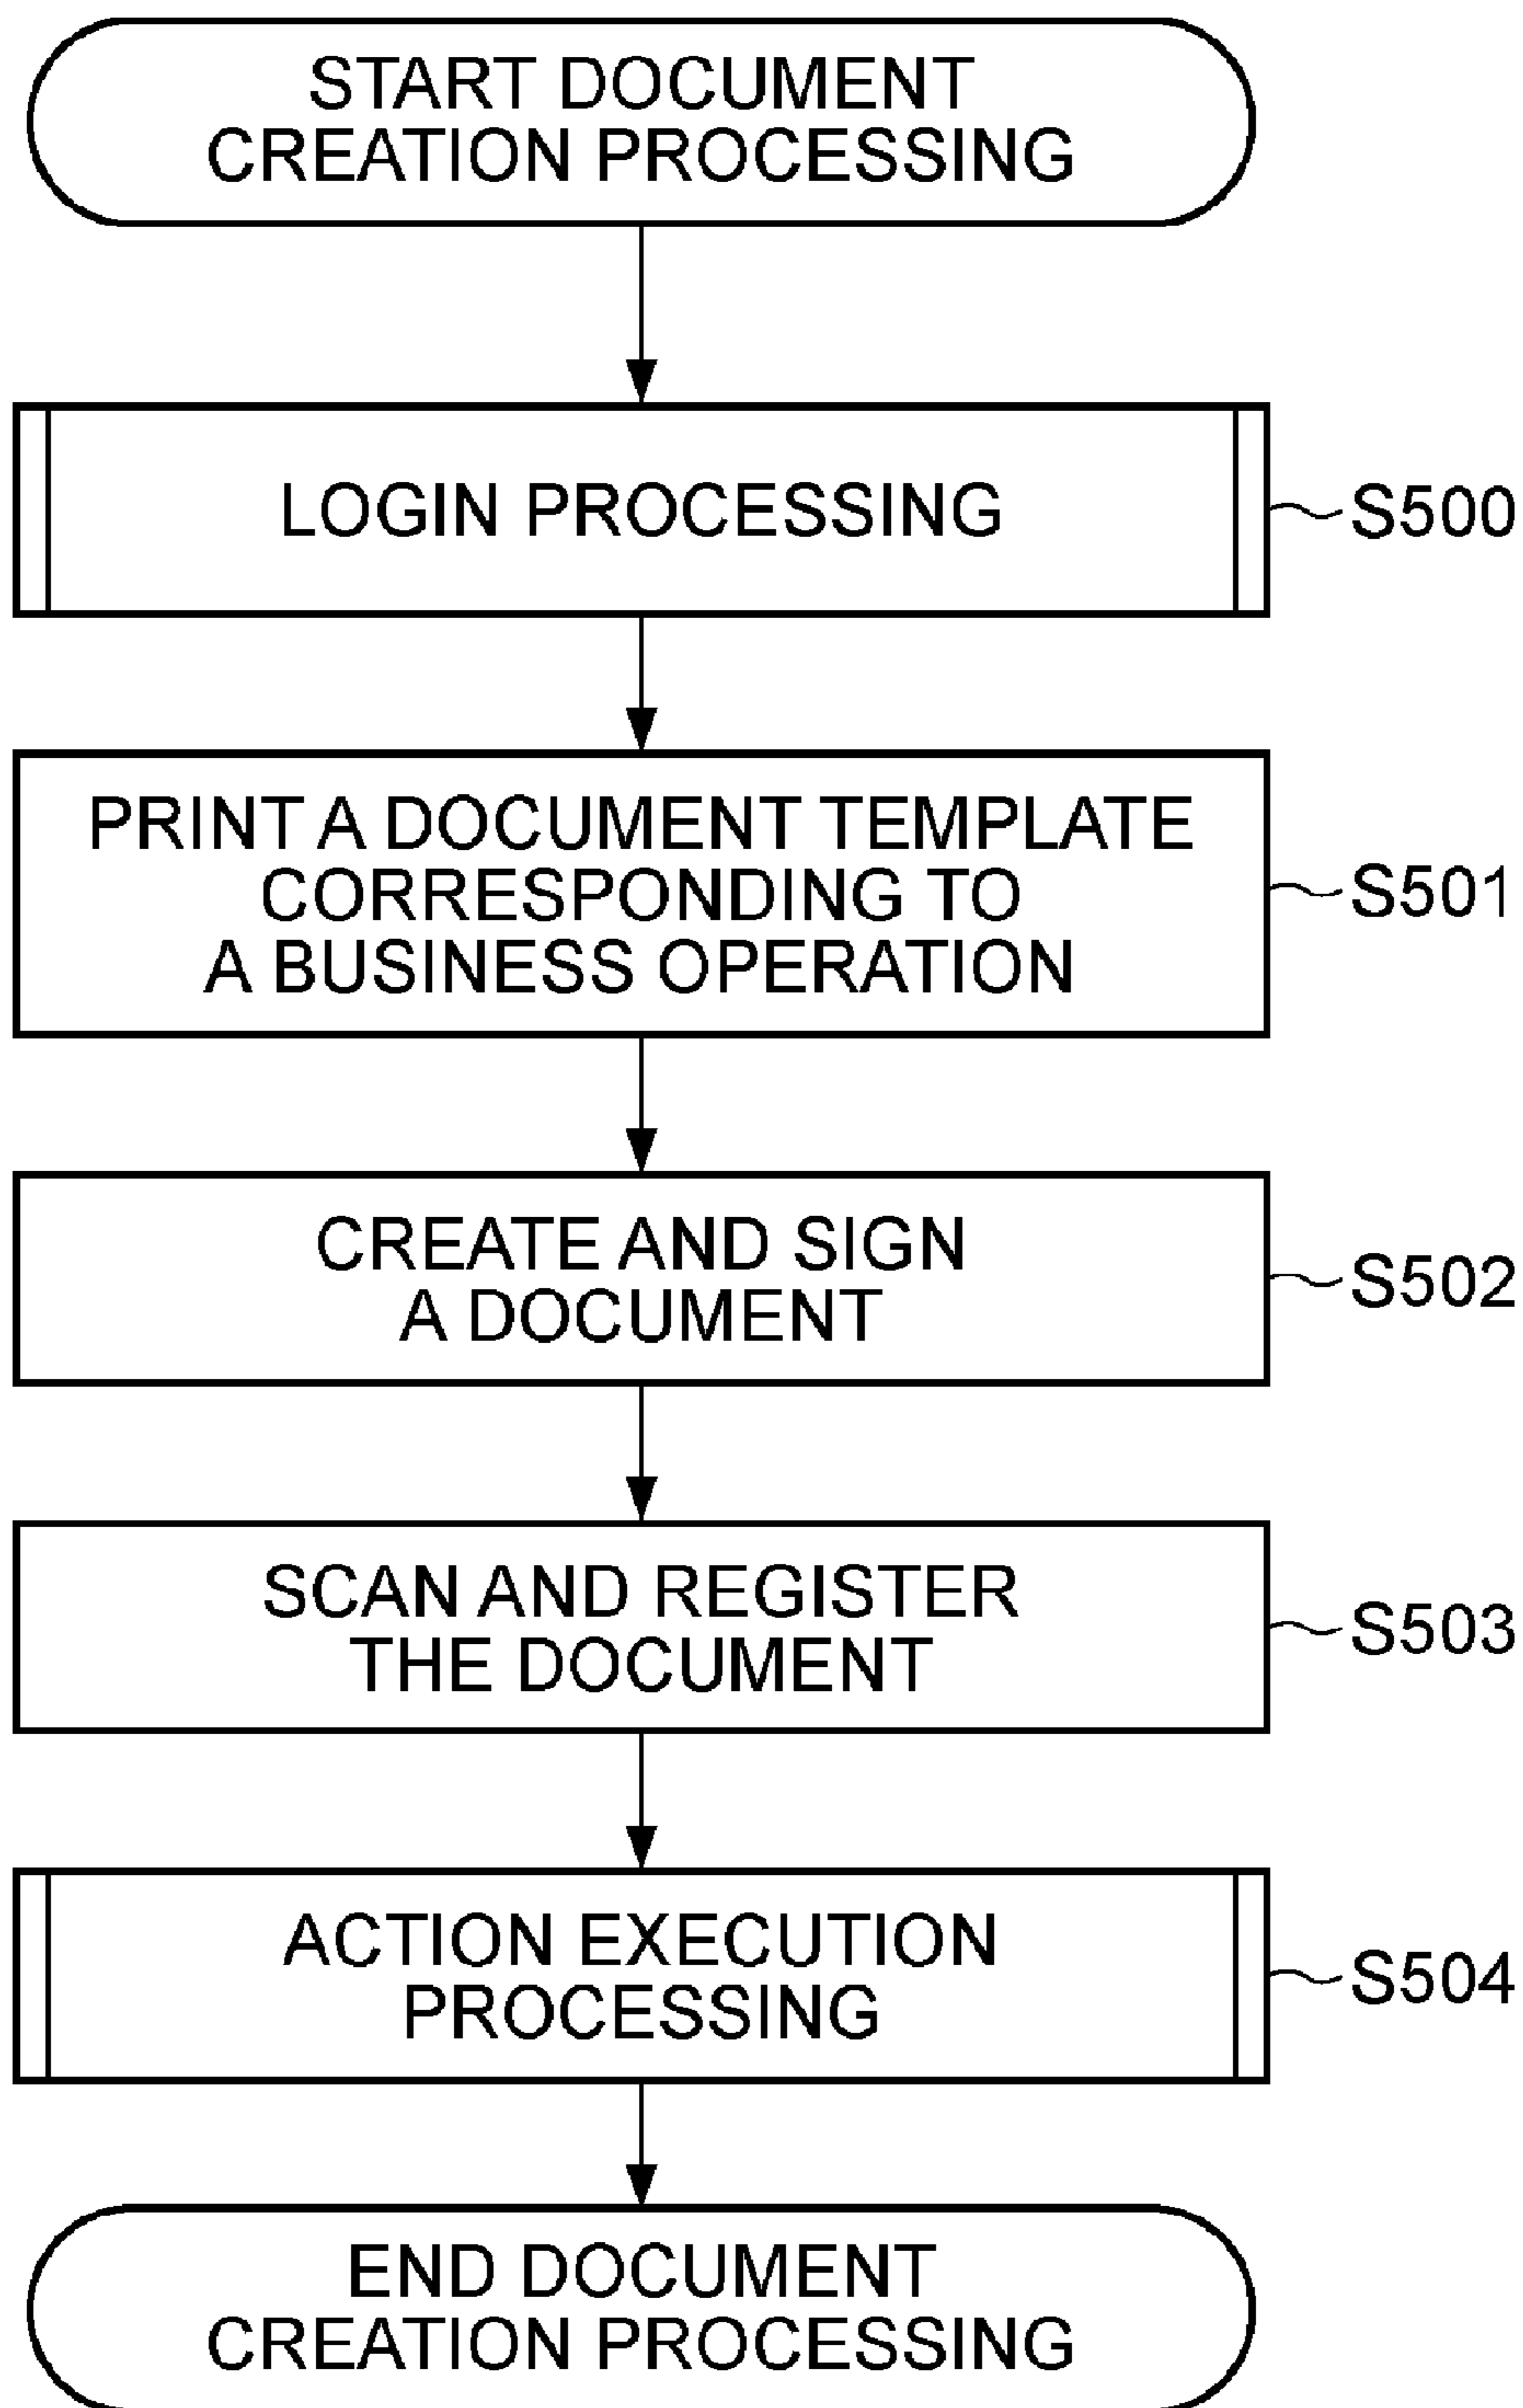 START DOCUMENT
CREATION PROCESSING
LOGIN PROCESSING
S500
PRINT A DOCUMENT TEMPLATE
CORRESPONDING TO
A BUSINESS OPERATION
S501
CREATE AND SIGN
A DOCUMENT
S502
SCAN AND REGISTER
THE DOCUMENT
S503
ACTION EXECUTION
PROCESSING
S504
END DOCUMENT
CREATION PROCESSING